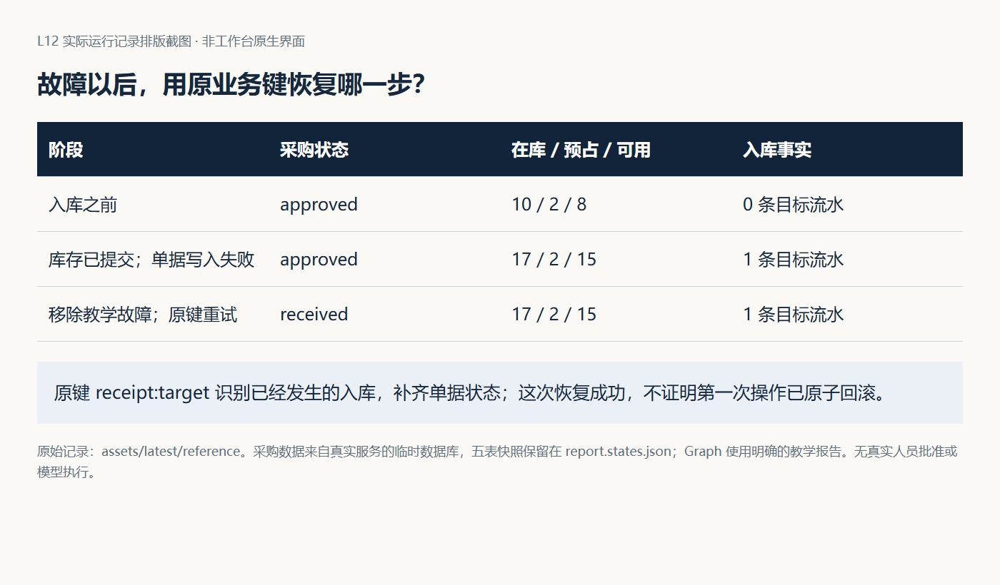 L12 实际运行记录排版截图 · 非工作台原生界面
故障以后，用原业务键恢复哪一步？
阶段 采购状态 在库 / 预占 / 可用 入库事实
入库之前 approved 10 / 2 / 8 0 条目标流水
库存已提交；单据写入失败 approved 17 / 2 / 15 1 条目标流水
移除教学故障；原键重试 received 17 / 2 / 15 1 条目标流水
原键 receipt:target 识别已经发生的入库，补齐单据状态；这次恢复成功，不证明第一次操作已原子回滚。
原始记录：assets/latest/reference。采购数据来自真实服务的临时数据库，五表快照保留在 report.states.json；Graph 使用明确的教学报告。无真实人员批准或
模型执行。